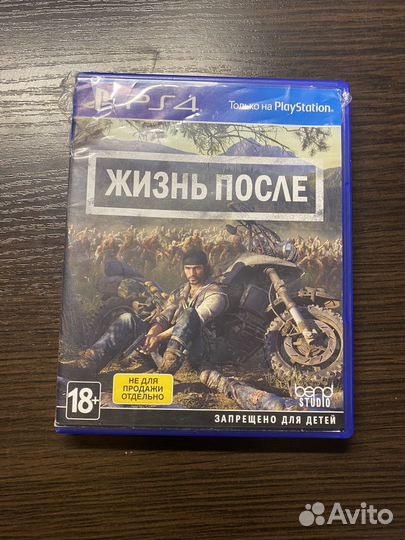 PS4
Только на PlayStation
ЖИЗНЬ ПОСЛЕ
НЕ ДЛЯ
ПРОДАЖИ
ОТДЕЛЬНО
18+
bend
STUDIO
ЗАПРЕЩЕНО ДЛЯ ДЕТЕЙ
Avito